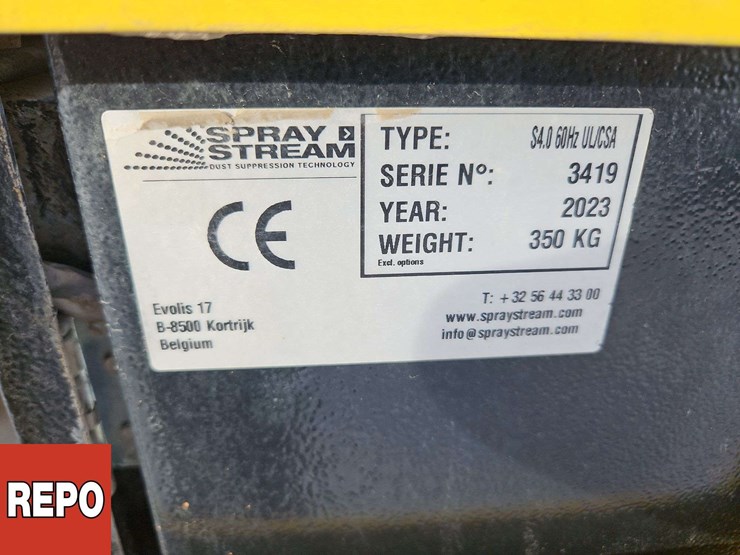 SPRAY
STREAM
DUST SUPPRESSION TECHNOLOGY
CE
TYPE: S4.0 60Hz UL/CSA
SERIE N°: 3419
YEAR: 2023
WEIGHT: 350 KG
Excl. options
Evolis 17
B-8500 Kortrijk
Belgium
T: +32 56 44 33 00
www.spraystream.com
info@spraystream.com
REPO